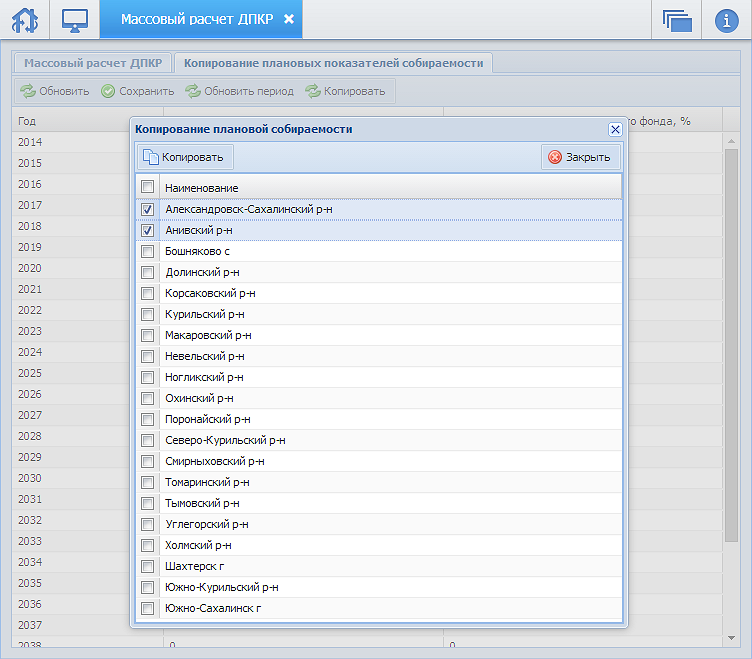 Массовый расчет ДПКР
Массовый расчет ДПКР
Копирование плановых показателей собираемости
Обновить Сохранить Обновить период Копировать
Год
го фонда, %
2014
2015
2016
2017
2018
2019
2020
2021
2022
2023
2024
2025
2026
2027
2028
2029
2030
2031
2032
2033
2034
2035
2036
2037
2038 0 0
Копирование плановой собираемости
Копировать Закрыть
Наименование
Александровск-Сахалинский р-н
Анивский р-н
Бошняково с
Долинский р-н
Корсаковский р-н
Курильский р-н
Макаровский р-н
Невельский р-н
Ногликский р-н
Охинский р-н
Поронайский р-н
Северо-Курильский р-н
Смирныховский р-н
Томаринский р-н
Тымовский р-н
Углегорский р-н
Холмский р-н
Шахтерск г
Южно-Курильский р-н
Южно-Сахалинск г